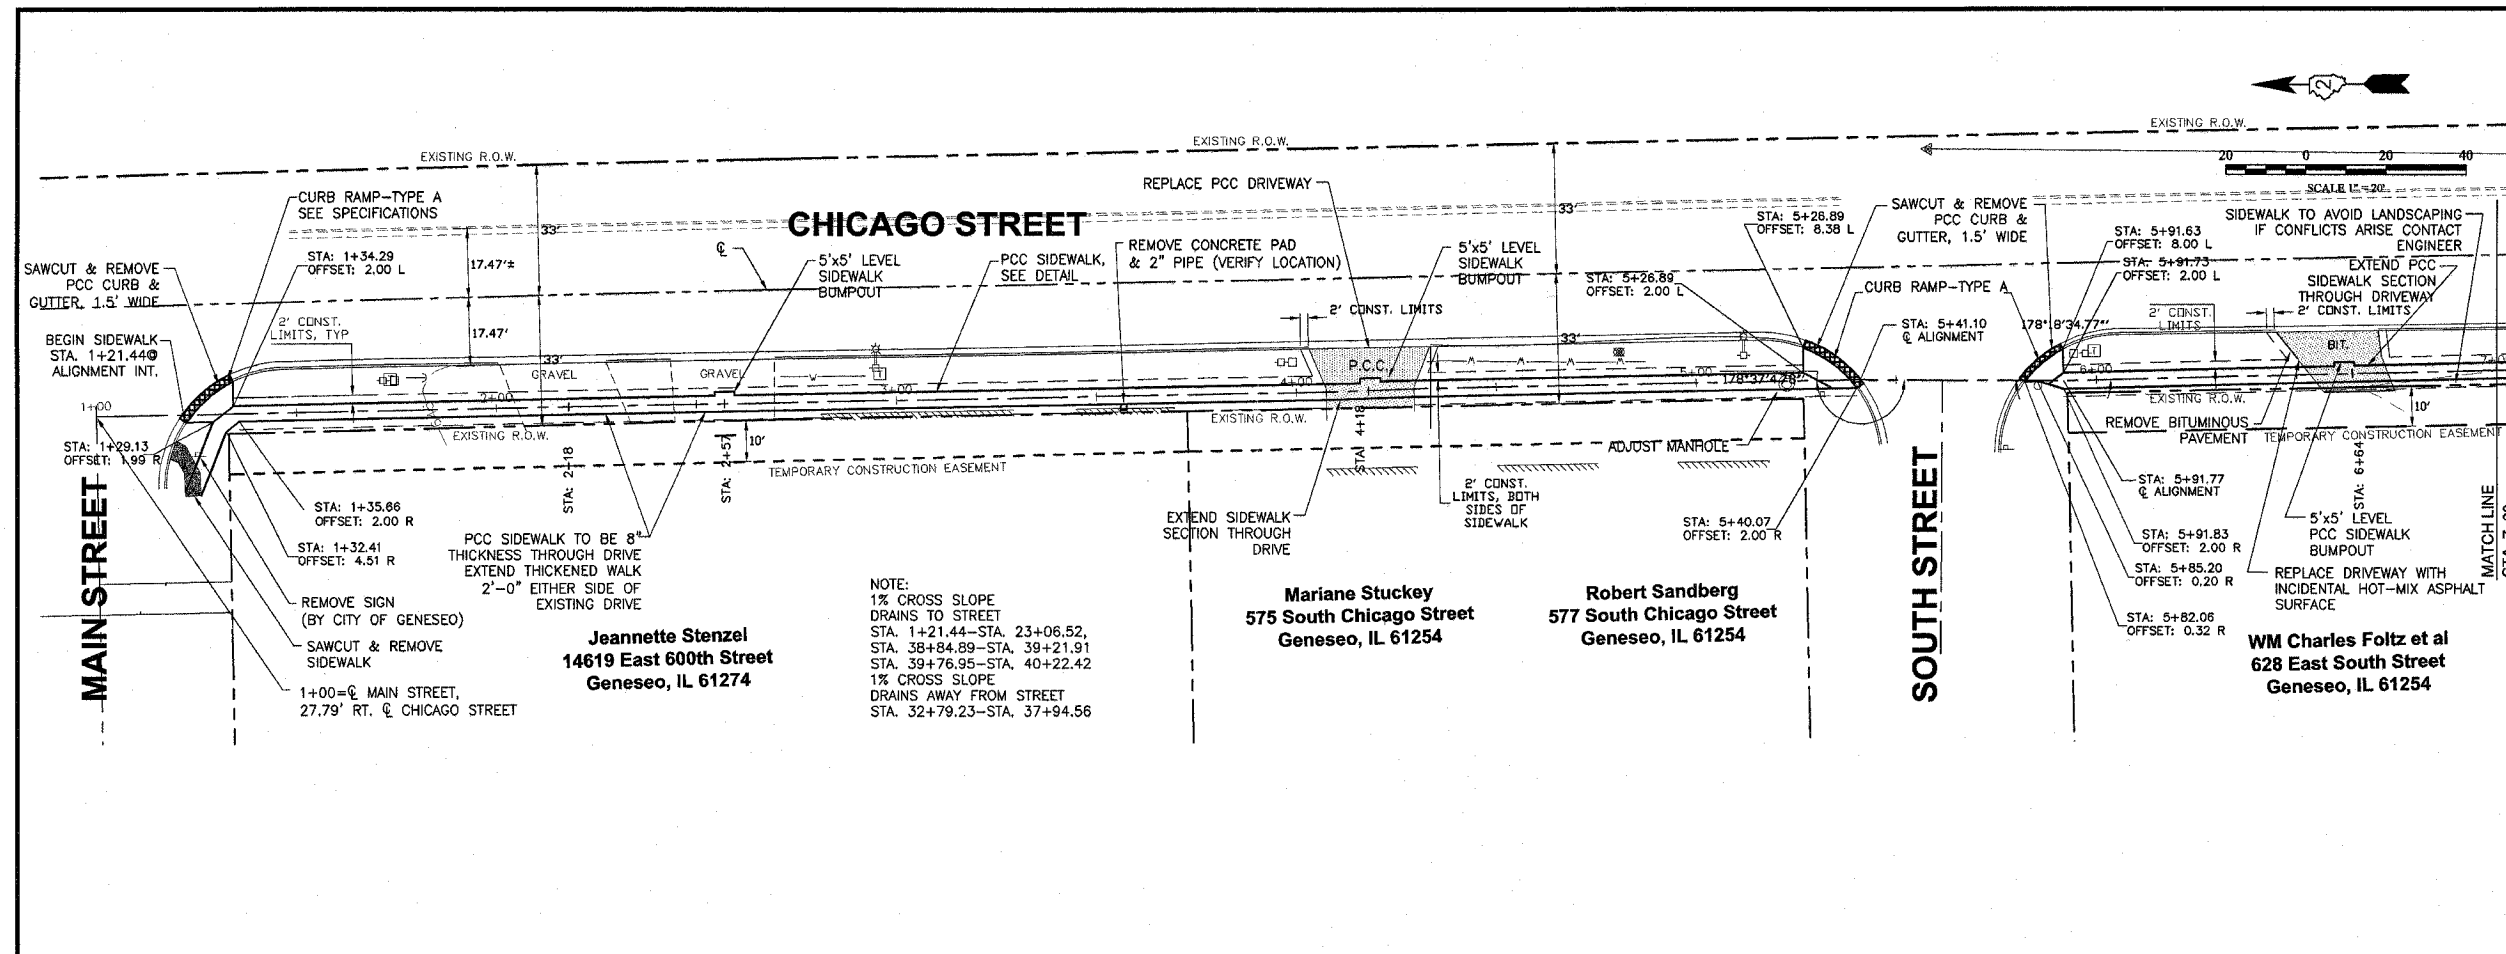 EXISTING R.O.W.
EXISTING R.O.W.
EXISTING R.O.W.
2
20 0 20 40
SCALE 1" = 20'
CURB RAMP-TYPE A
SEE SPECIFICATIONS
REPLACE PCC DRIVEWAY
CHICAGO STREET
33'
33'
STA: 5+26.89
OFFSET: 8.38 L
SAWCUT & REMOVE
PCC CURB &
GUTTER, 1.5' WIDE
SIDEWALK TO AVOID LANDSCAPING
IF CONFLICTS ARISE CONTACT
ENGINEER
STA: 5+91.63
OFFSET: 8.00 L
STA: 5+91.73
OFFSET: 2.00 L
EXTEND PCC
SIDEWALK SECTION
THROUGH DRIVEWAY
2' CONST. LIMITS
SAWCUT & REMOVE
PCC CURB &
GUTTER, 1.5' WIDE
STA: 1+34.29
OFFSET: 2.00 L
17.47'±
17.47'
℄
5'x5' LEVEL
SIDEWALK
BUMPOUT
PCC SIDEWALK,
SEE DETAIL
REMOVE CONCRETE PAD
& 2" PIPE (VERIFY LOCATION)
5'x5' LEVEL
SIDEWALK
BUMPOUT
STA: 5+26.89
OFFSET: 2.00 L
CURB RAMP-TYPE A
2' CONST. LIMITS
STA: 5+41.10
℄ ALIGNMENT
178°18'34.77"
2' CONST.
LIMITS
BEGIN SIDEWALK
STA. 1+21.44@
ALIGNMENT INT.
2' CONST.
LIMITS, TYP
33'
33'
GRAVEL
GRAVEL
P.C.C.
BIT.
1+00
2+00
3+00
4+00
5+00
6+00
7+00
T
T
STA: 1+29.13
OFFSET: 1.99 R
EXISTING R.O.W.
EXISTING R.O.W.
EXISTING R.O.W.
STA: 2+18
STA: 2+57
STA: 4+18
STA: 6+64
10'
10'
TEMPORARY CONSTRUCTION EASEMENT
TEMPORARY CONSTRUCTION EASEMENT
ADJUST MANHOLE
REMOVE BITUMINOUS
PAVEMENT
MAIN STREET
SOUTH STREET
MATCH LINE
STA: 1+35.66
OFFSET: 2.00 R
STA: 1+32.41
OFFSET: 4.51 R
REMOVE SIGN
(BY CITY OF GENESEO)
SAWCUT & REMOVE
SIDEWALK
1+00=℄ MAIN STREET,
27.79' RT. ℄ CHICAGO STREET
PCC SIDEWALK TO BE 8"
THICKNESS THROUGH DRIVE
EXTEND THICKENED WALK
2'-0" EITHER SIDE OF
EXISTING DRIVE
Jeannette Stenzel
14619 East 600th Street
Geneseo, IL 61274
NOTE:
1% CROSS SLOPE
DRAINS TO STREET
STA. 1+21.44-STA. 23+06.52,
STA. 38+84.89-STA. 39+21.91
STA. 39+76.95-STA. 40+22.42
1% CROSS SLOPE
DRAINS AWAY FROM STREET
STA. 32+79.23-STA. 37+94.56
EXTEND SIDEWALK
SECTION THROUGH
DRIVE
2' CONST.
LIMITS, BOTH
SIDES OF
SIDEWALK
Mariane Stuckey
575 South Chicago Street
Geneseo, IL 61254
Robert Sandberg
577 South Chicago Street
Geneseo, IL 61254
STA: 5+40.07
OFFSET: 2.00 R
STA: 5+91.77
℄ ALIGNMENT
STA: 5+91.83
OFFSET: 2.00 R
STA: 5+85.20
OFFSET: 0.20 R
STA: 5+82.06
OFFSET: 0.32 R
5'x5' LEVEL
PCC SIDEWALK
BUMPOUT
REPLACE DRIVEWAY WITH
INCIDENTAL HOT-MIX ASPHALT
SURFACE
WM Charles Foltz et al
628 East South Street
Geneseo, IL 61254